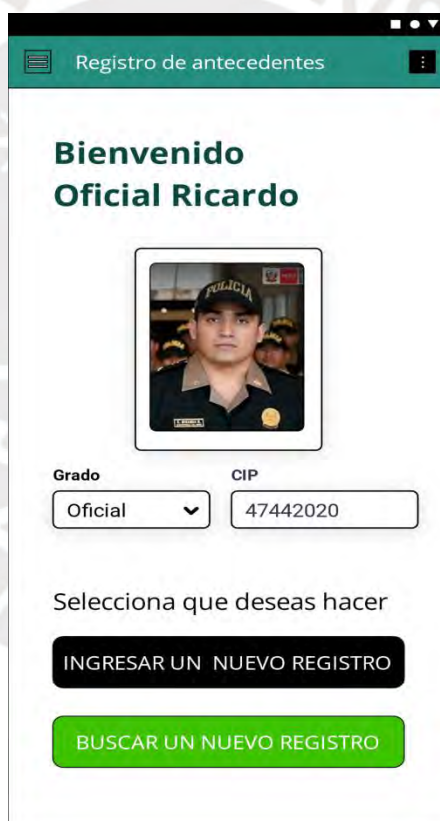 Registro de antecedentes
Bienvenido
Oficial Ricardo
POLICIA
Grado
CIP
Oficial
47442020
Selecciona que deseas hacer
INGRESAR UN NUEVO REGISTRO
BUSCAR UN NUEVO REGISTRO